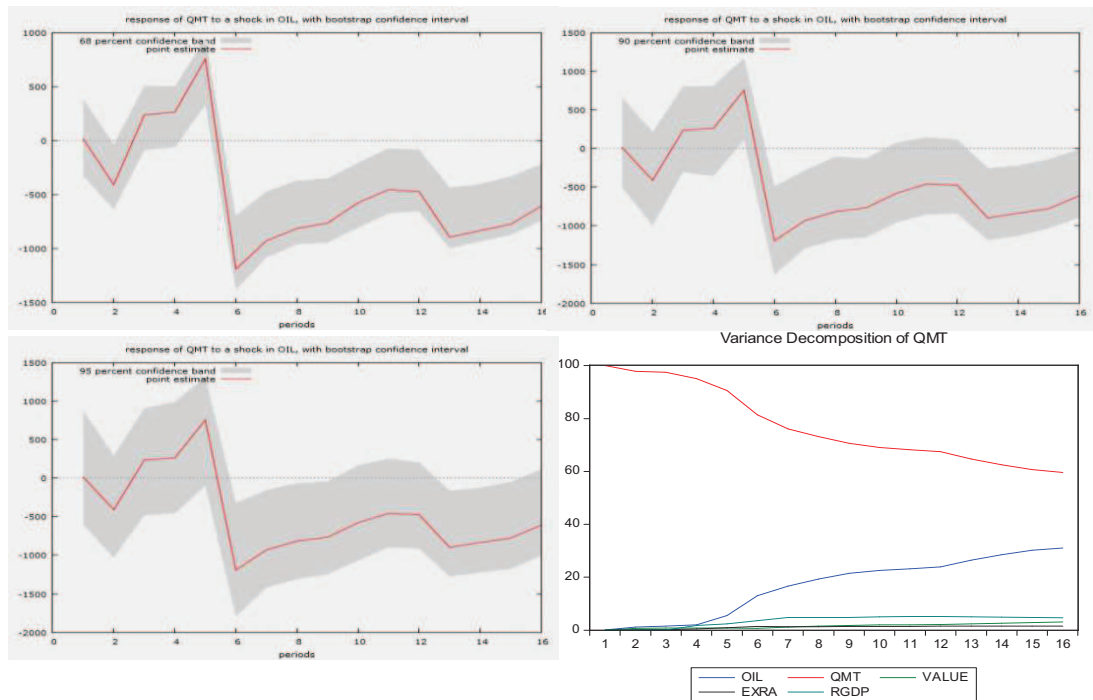 response of QMT to a shock in OIL, with bootstrap confidence interval
1000
500
0
-500
-1000
-1500
68 percent confidence band
point estimate
0 2 4 6 8 10 12 14 16
periods
response of QMT to a shock in OIL, with bootstrap confidence interval
1500
1000
500
0
-500
-1000
-1500
-2000
90 percent confidence band
point estimate
0 2 4 6 8 10 12 14 16
periods
response of QMT to a shock in OIL, with bootstrap confidence interval
1500
1000
500
0
-500
-1000
-1500
-2000
95 percent confidence band
point estimate
0 2 4 6 8 10 12 14 16
periods
Variance Decomposition of QMT
100
80
60
40
20
0
1 2 3 4 5 6 7 8 9 10 11 12 13 14 15 16
OIL QMT VALUE
EXRA RGDP